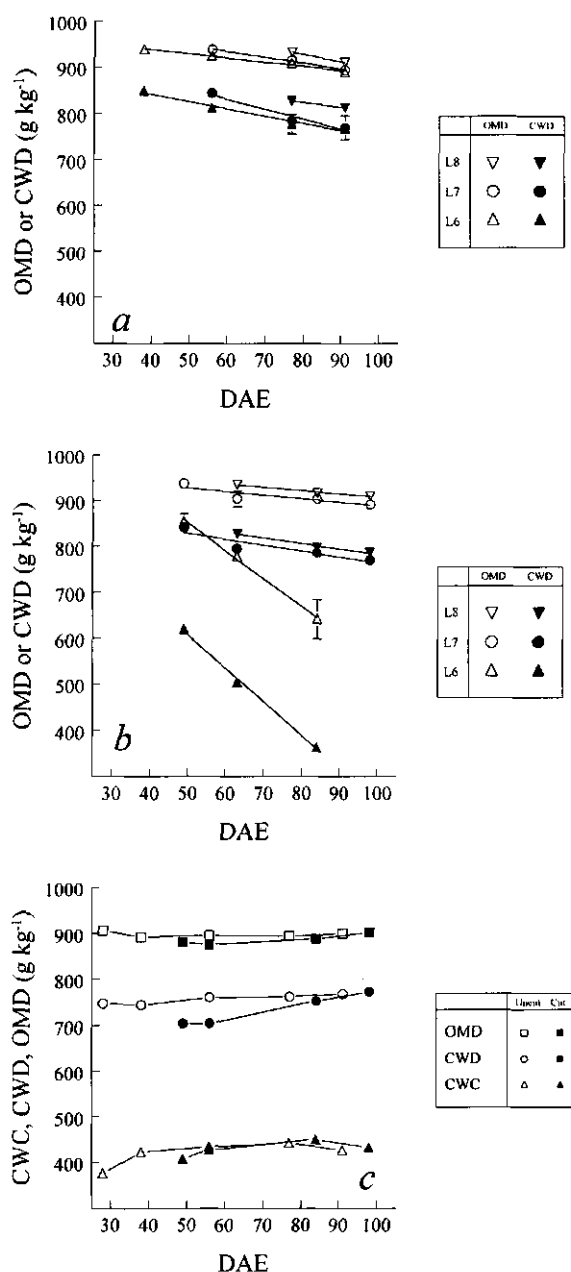 1000
900
800
700
600
500
400
OMD or CWD (g kg⁻¹)
a
30 40 50 60 70 80 90 100
DAE
OMD CWD
L8
L7
L6
1000
900
800
700
600
500
400
OMD or CWD (g kg⁻¹)
b
30 40 50 60 70 80 90 100
DAE
OMD CWD
L8
L7
L6
1000
900
800
700
600
500
400
CWC, CWD, OMD (g kg⁻¹)
c
30 40 50 60 70 80 90 100
DAE
Uncut Cut
OMD
CWD
CWC